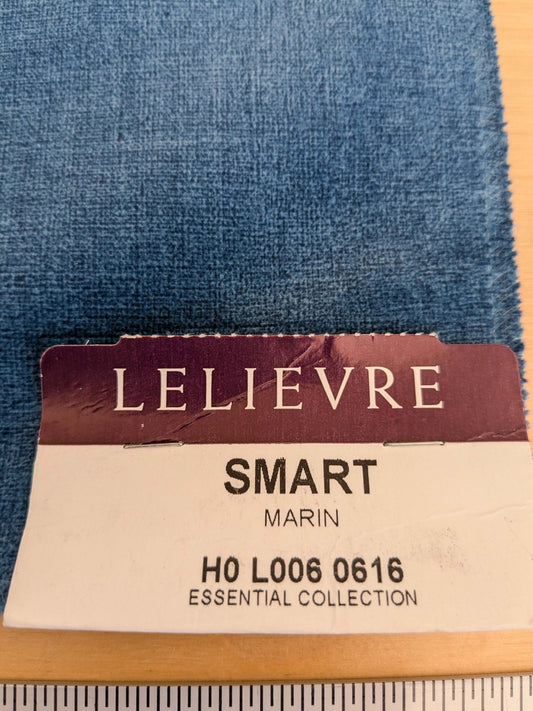 LELIEVRE
SMART
MARIN
H0 L006 0616
ESSENTIAL COLLECTION